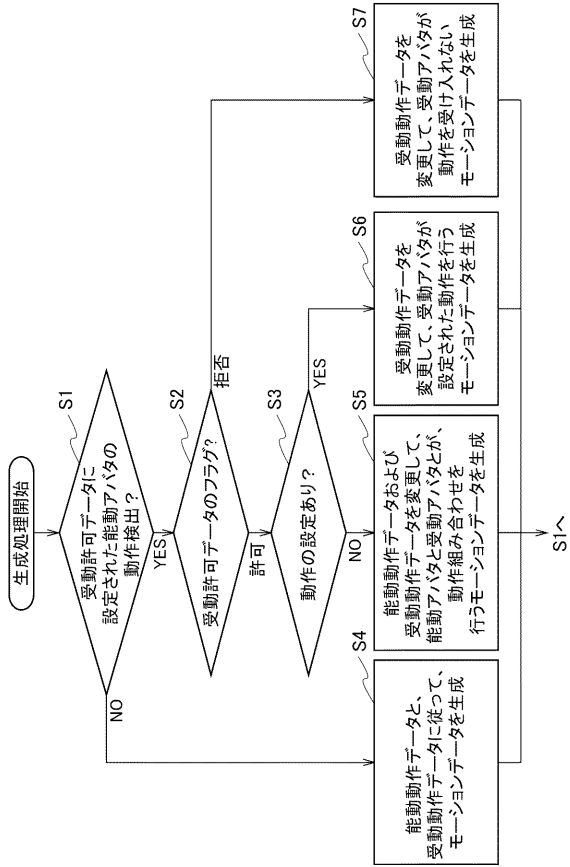 生成処理開始
S1
受動許可データに
設定された能動アバタの
動作検出？
NO
YES
S2
受動許可データのフラグ？
拒否
許可
S3
動作の設定あり？
YES
NO
S4
能動動作データと、
受動動作データに従って、
モーションデータを生成
S5
能動動作データおよび
受動動作データを変更して、
能動アバタと受動アバタとが、
動作組み合わせを
行うモーションデータを生成
S6
受動動作データを
変更して、受動アバタが
設定された動作を行う
モーションデータを生成
S7
受動動作データを
変更して、受動アバタが
動作を受け入れない
モーションデータを生成
S1へ